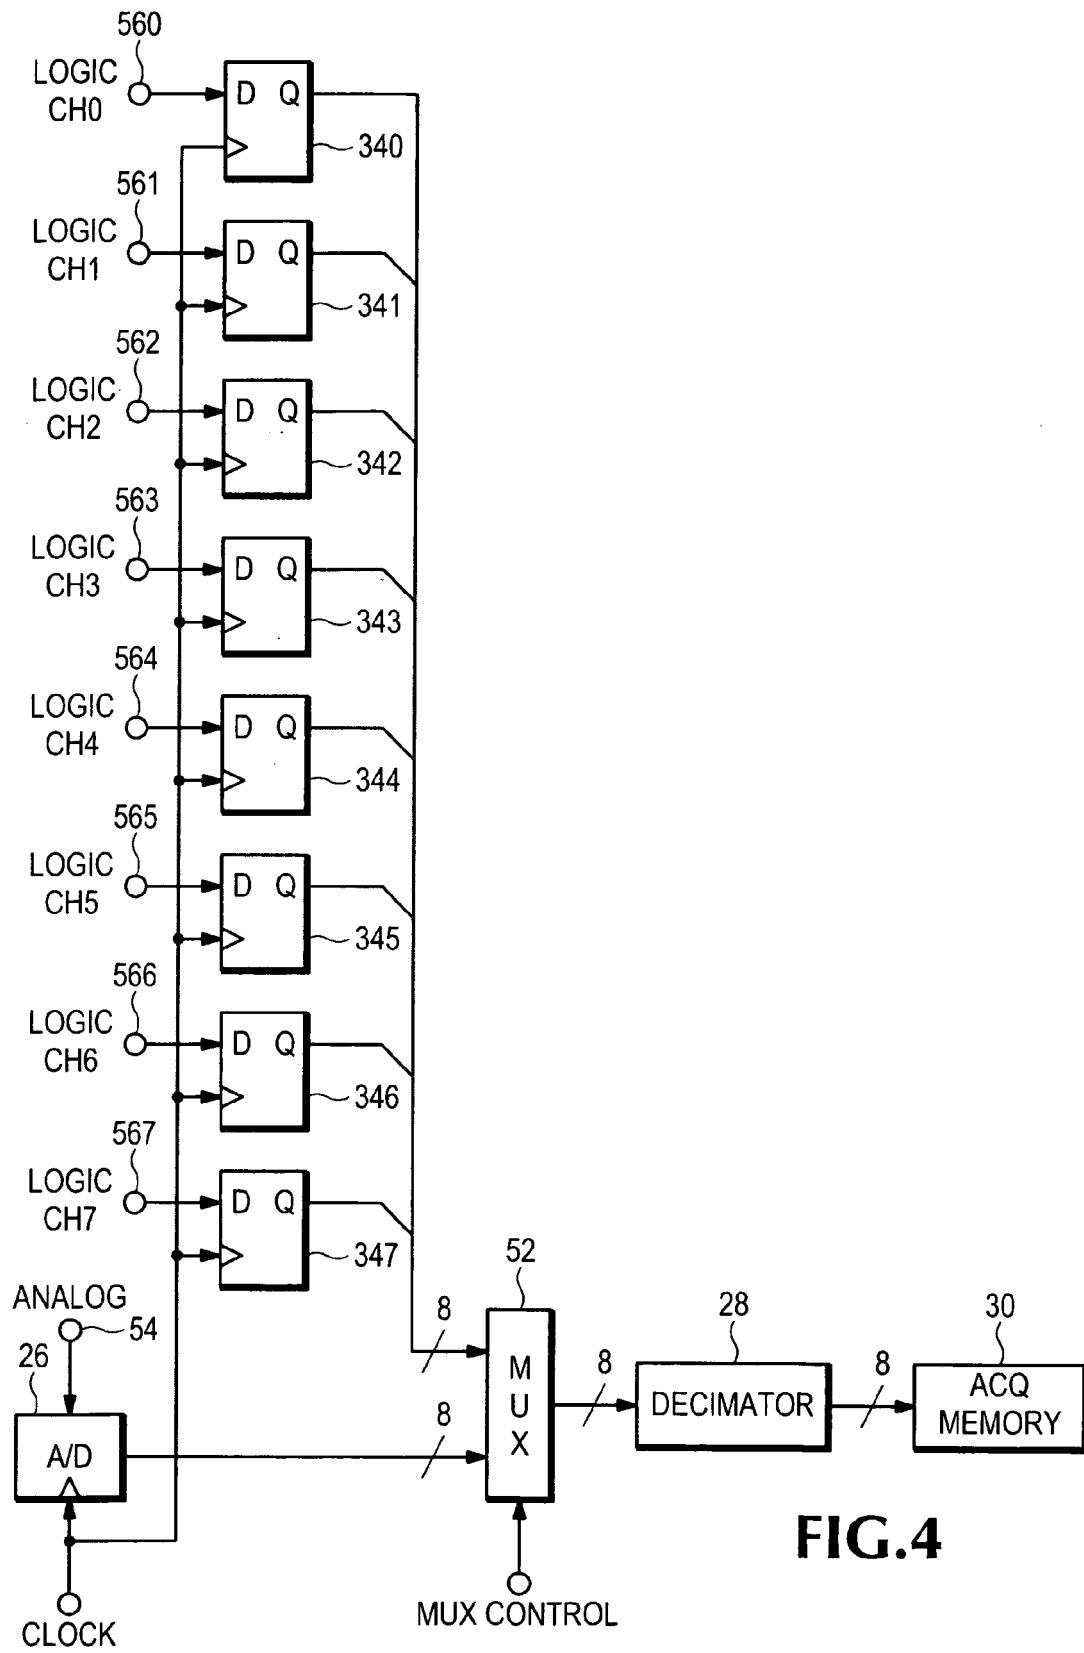 560
LOGIC
CH0
D Q
340
561
LOGIC
CH1
D Q
341
562
LOGIC
CH2
D Q
342
563
LOGIC
CH3
D Q
343
564
LOGIC
CH4
D Q
344
565
LOGIC
CH5
D Q
345
566
LOGIC
CH6
D Q
346
567
LOGIC
CH7
D Q
347
ANALOG
54
26
A/D
CLOCK
8
8
52
MUX
MUX CONTROL
8
28
DECIMATOR
8
30
ACQ
MEMORY
FIG.4